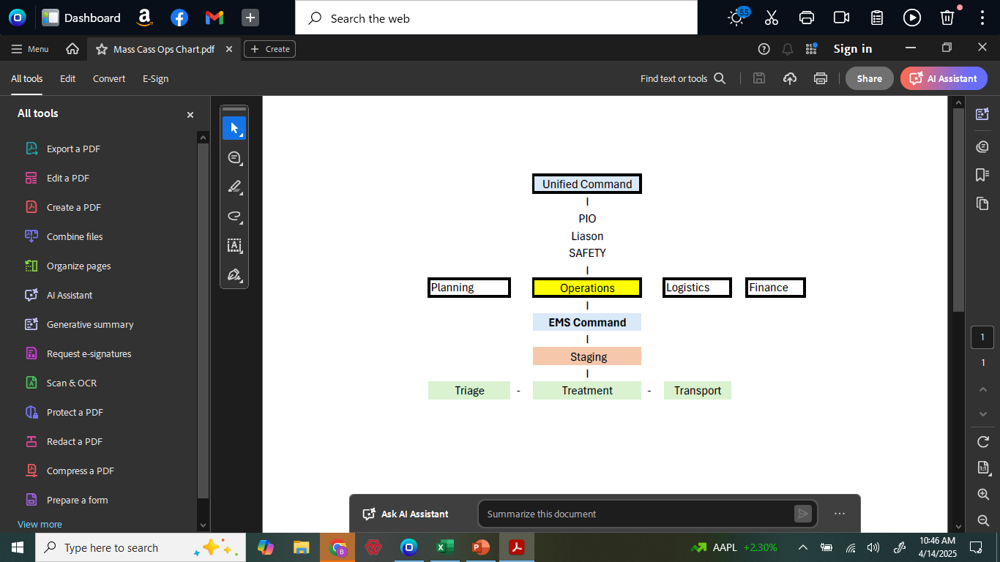 Dashboard
Search the web
55
Menu
Mass Cass Ops Chart.pdf
Create
Sign in
All tools Edit Convert E-Sign
Find text or tools
Share
AI Assistant
All tools
Export a PDF
Edit a PDF
Create a PDF
Combine files
Organize pages
AI Assistant
Generative summary
Request e-signatures
Scan & OCR
Protect a PDF
Redact a PDF
Compress a PDF
Prepare a form
View more
Unified Command
I
PIO
Liason
SAFETY
I
Planning Operations Logistics Finance
I
EMS Command
I
Staging
I
Triage - Treatment - Transport
1
1
Ask AI Assistant
Summarize this document
Type here to search
AAPL +2.30%
10:46 AM
4/14/2025